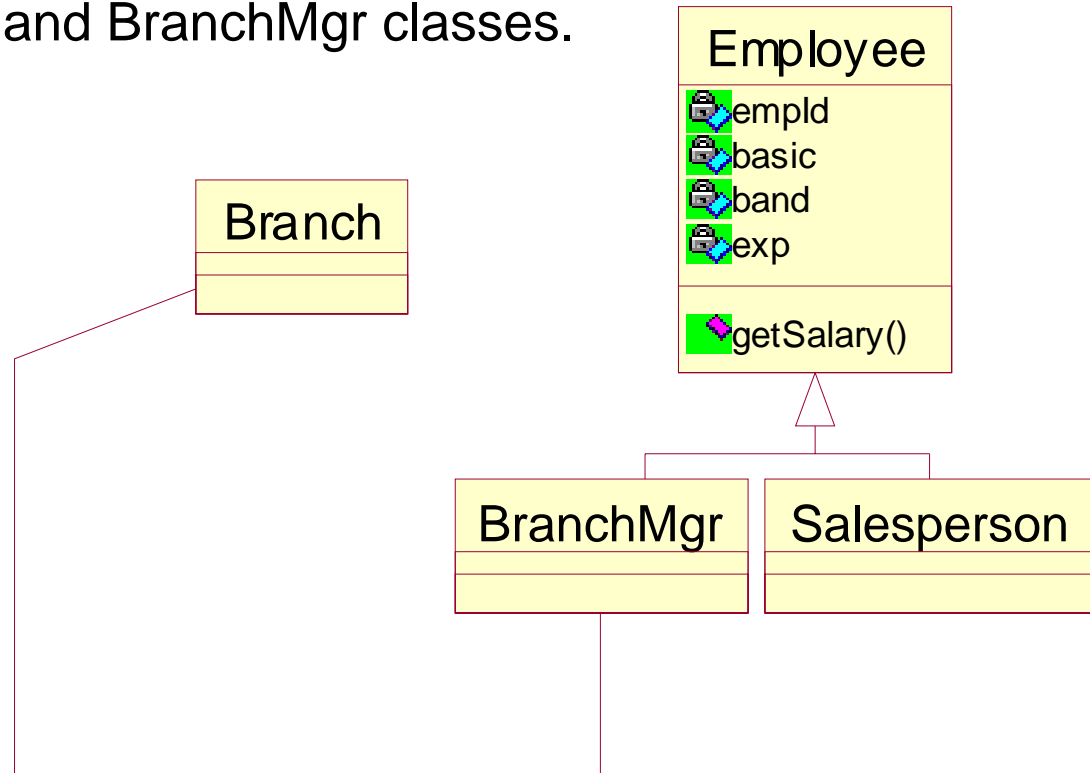 and BranchMgr classes.
Employee
empId
basic
band
exp
getSalary()
Branch
BranchMgr
Salesperson